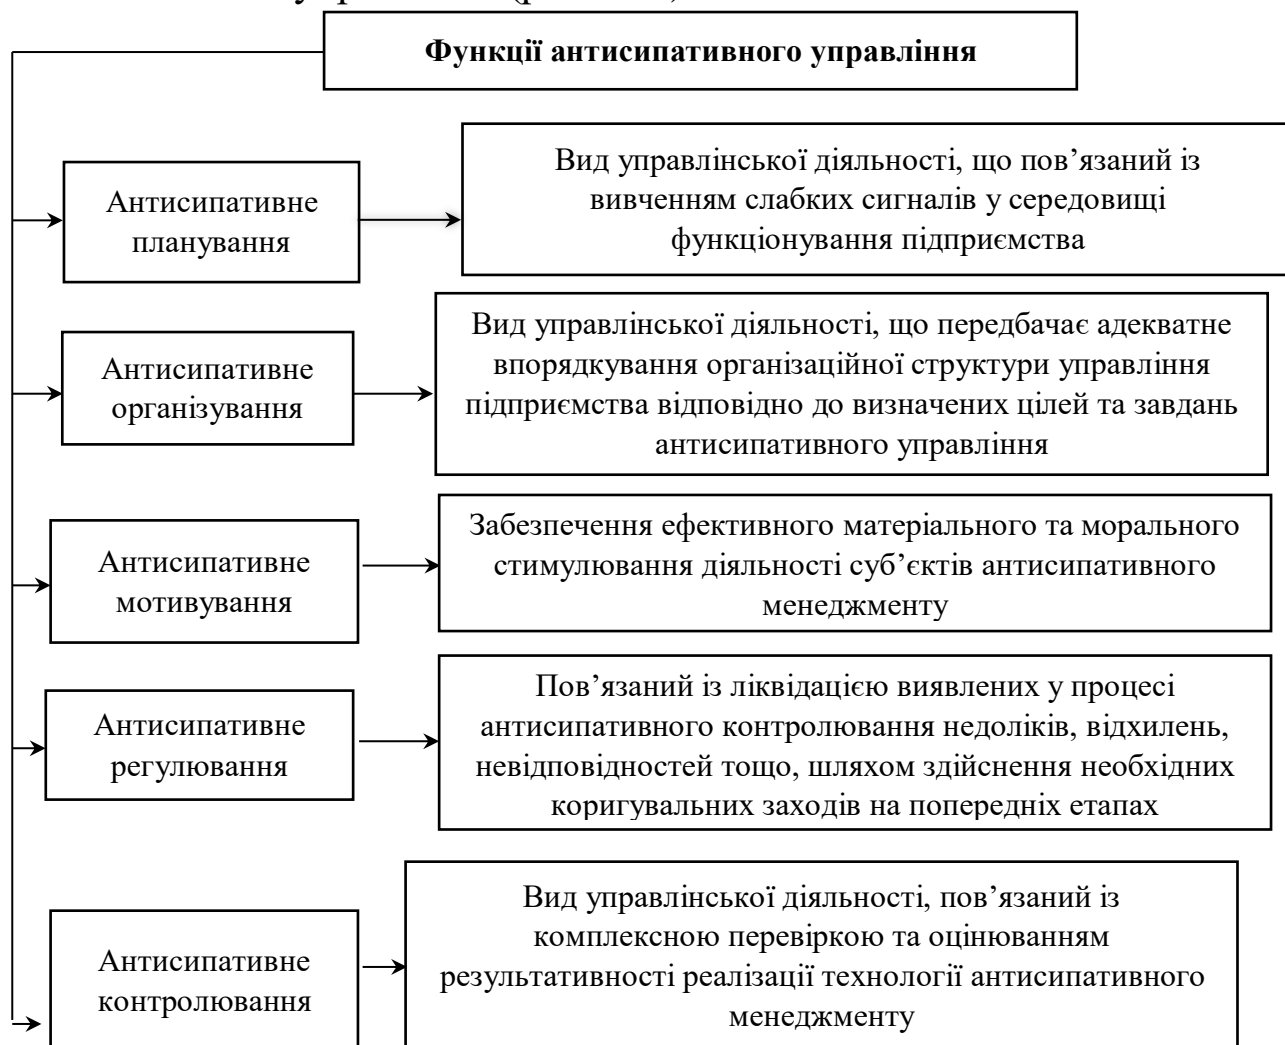 Функції антисипативного управління
Антисипативне
планування
Вид управлінської діяльності, що пов’язаний із
вивченням слабких сигналів у середовищі
функціонування підприємства
Антисипативне
організування
Вид управлінської діяльності, що передбачає адекватне
впорядкування організаційної структури управління
підприємства відповідно до визначених цілей та завдань
антисипативного управління
Антисипативне
мотивування
Забезпечення ефективного матеріального та морального
стимулювання діяльності суб’єктів антисипативного
менеджменту
Антисипативне
регулювання
Пов’язаний із ліквідацією виявлених у процесі
антисипативного контролювання недоліків, відхилень,
невідповідностей тощо, шляхом здійснення необхідних
коригувальних заходів на попередніх етапах
Антисипативне
контролювання
Вид управлінської діяльності, пов’язаний із
комплексною перевіркою та оцінюванням
результативності реалізації технології антисипативного
менеджменту